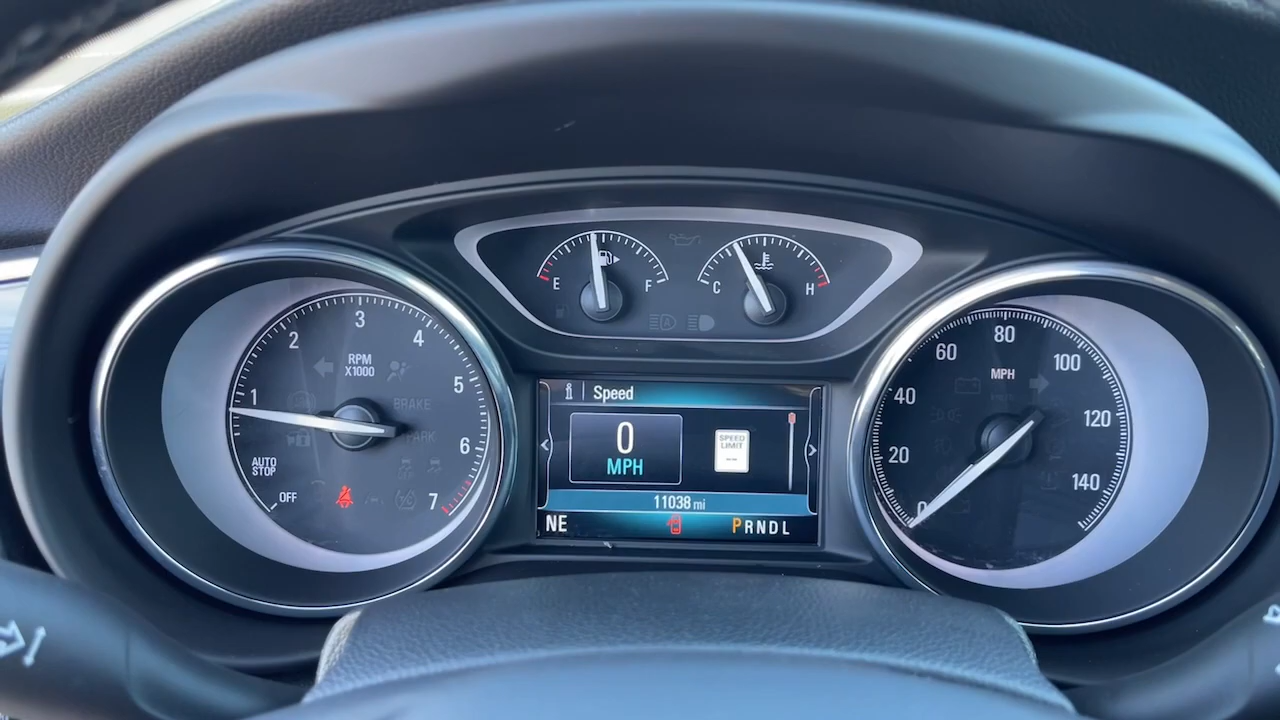 E
F
C
H
3
2
4
RPM
X1000
1
5
BRAKE
PARK
6
AUTO
STOP
OFF
7
Speed
0
MPH
SPEED
LIMIT
11038 mi
NE
PRNDL
80
60
100
MPH
40
120
20
140
0